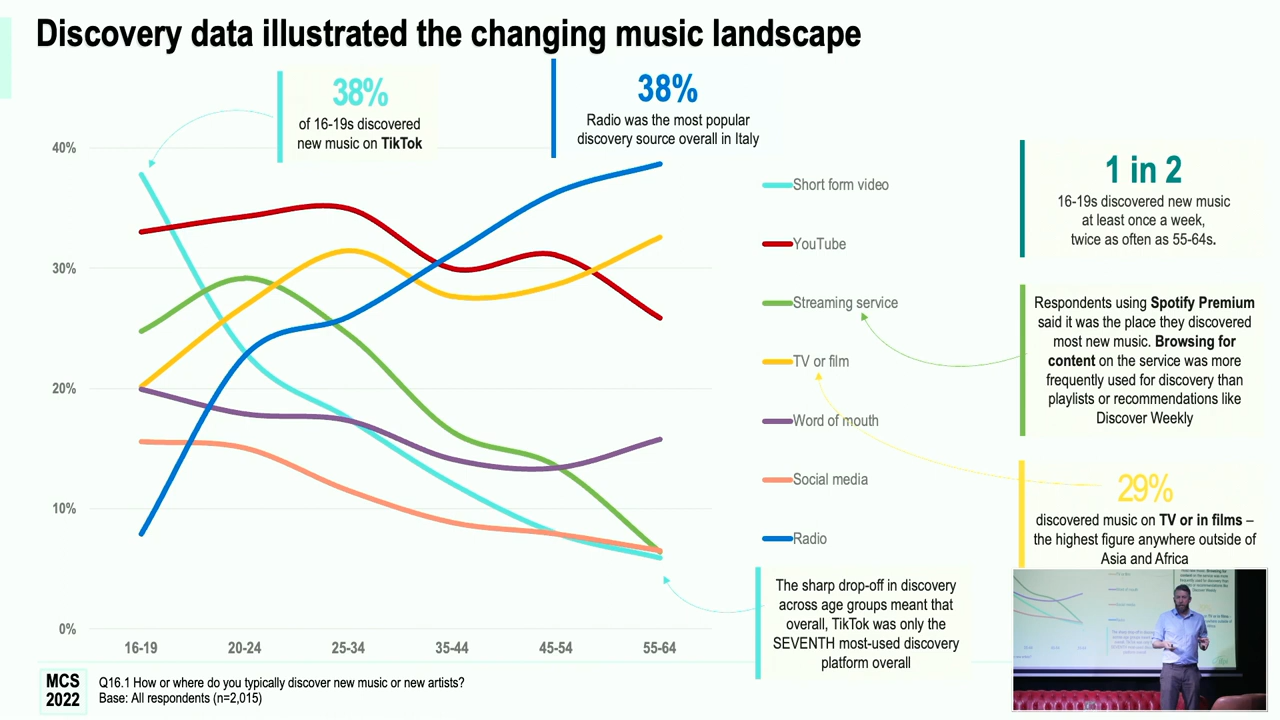 Discovery data illustrated the changing music landscape
38%
of 16-19s discovered
new music on TikTok
38%
Radio was the most popular
discovery source overall in Italy
40%
30%
20%
10%
0%
16-19
20-24
25-34
35-44
45-54
55-64
Short form video
YouTube
Streaming service
TV or film
Word of mouth
Social media
Radio
1 in 2
16-19s discovered new music
at least once a week,
twice as often as 55-64s.
Respondents using Spotify Premium
said it was the place they discovered
most new music. Browsing for
content on the service was more
frequently used for discovery than
playlists or recommendations like
Discover Weekly
29%
discovered music on TV or in films –
the highest figure anywhere outside of
Asia and Africa
The sharp drop-off in discovery
across age groups meant that
overall, TikTok was only the
SEVENTH most-used discovery
platform overall
MCS
2022
Q16.1 How or where do you typically discover new music or new artists?
Base: All respondents (n=2,015)